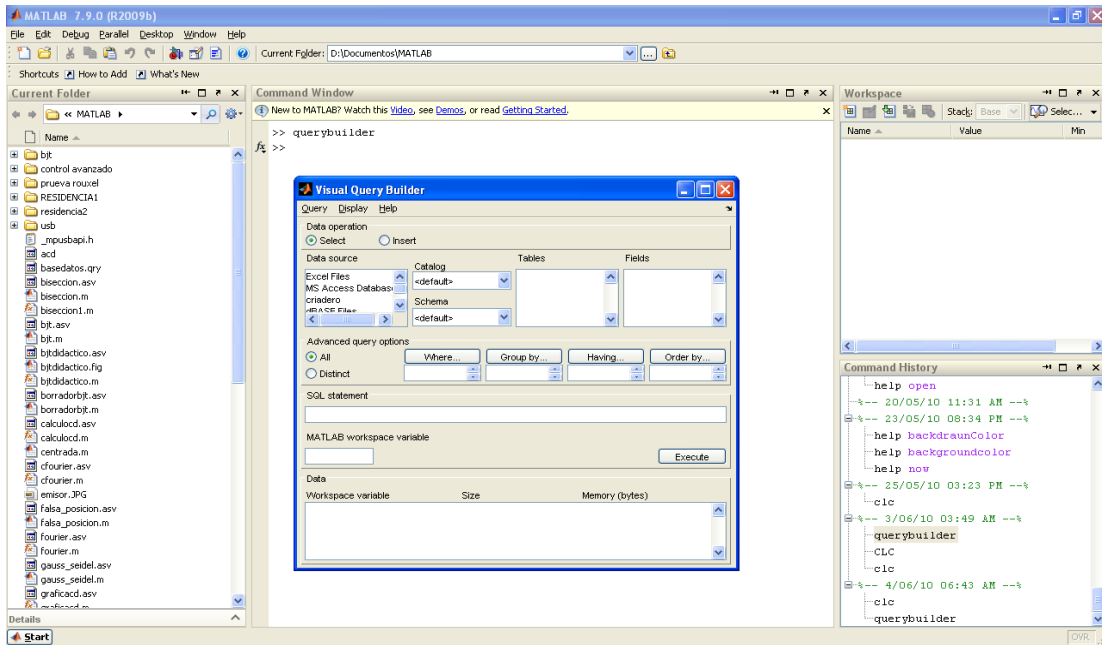 MATLAB 7.9.0 (R2009b)
File Edit Debug Parallel Desktop Window Help
Current Folder: D:\Documentos\MATLAB
Shortcuts How to Add What's New
Current Folder
« MATLAB
Name
bjt
control avanzado
prueva rouxel
RESIDENCIA1
residencia2
usb
_mpusbapi.h
acd
basedatos.qry
biseccion.asv
biseccion.m
biseccion1.m
bjt.asv
bjt.m
bjtdidactico.asv
bjtdidactico.fig
bjtdidactico.m
borradorbjt.asv
borradorbjt.m
calculocd.asv
calculocd.m
centrada.m
cfourier.asv
cfourier.m
emisor.JPG
falsa_posicion.asv
falsa_posicion.m
fourier.asv
fourier.m
gauss_seidel.asv
gauss_seidel.m
graficacd.asv
graficacd.m
Details
Start
Command Window
New to MATLAB? Watch this Video, see Demos, or read Getting Started.
>> querybuilder
fx >>
Visual Query Builder
Query Display Help
Data operation
Select Insert
Data source
Excel Files
MS Access Databas
criadero
dBASE Files
Catalog
<default>
Schema
<default>
Tables
Fields
Advanced query options
All
Distinct
Where... Group by... Having... Order by...
SQL statement
MATLAB workspace variable
Execute
Data
Workspace variable Size Memory (bytes)
Workspace
Stack: Base Selec...
Name Value Min
Command History
help open
%-- 20/05/10 11:31 AM --%
%-- 23/05/10 08:34 PM --%
help backdraunColor
help backgroundcolor
help now
%-- 25/05/10 03:23 PM --%
clc
%-- 3/06/10 03:49 AM --%
querybuilder
CLC
clc
%-- 4/06/10 06:43 AM --%
clc
querybuilder
OVR